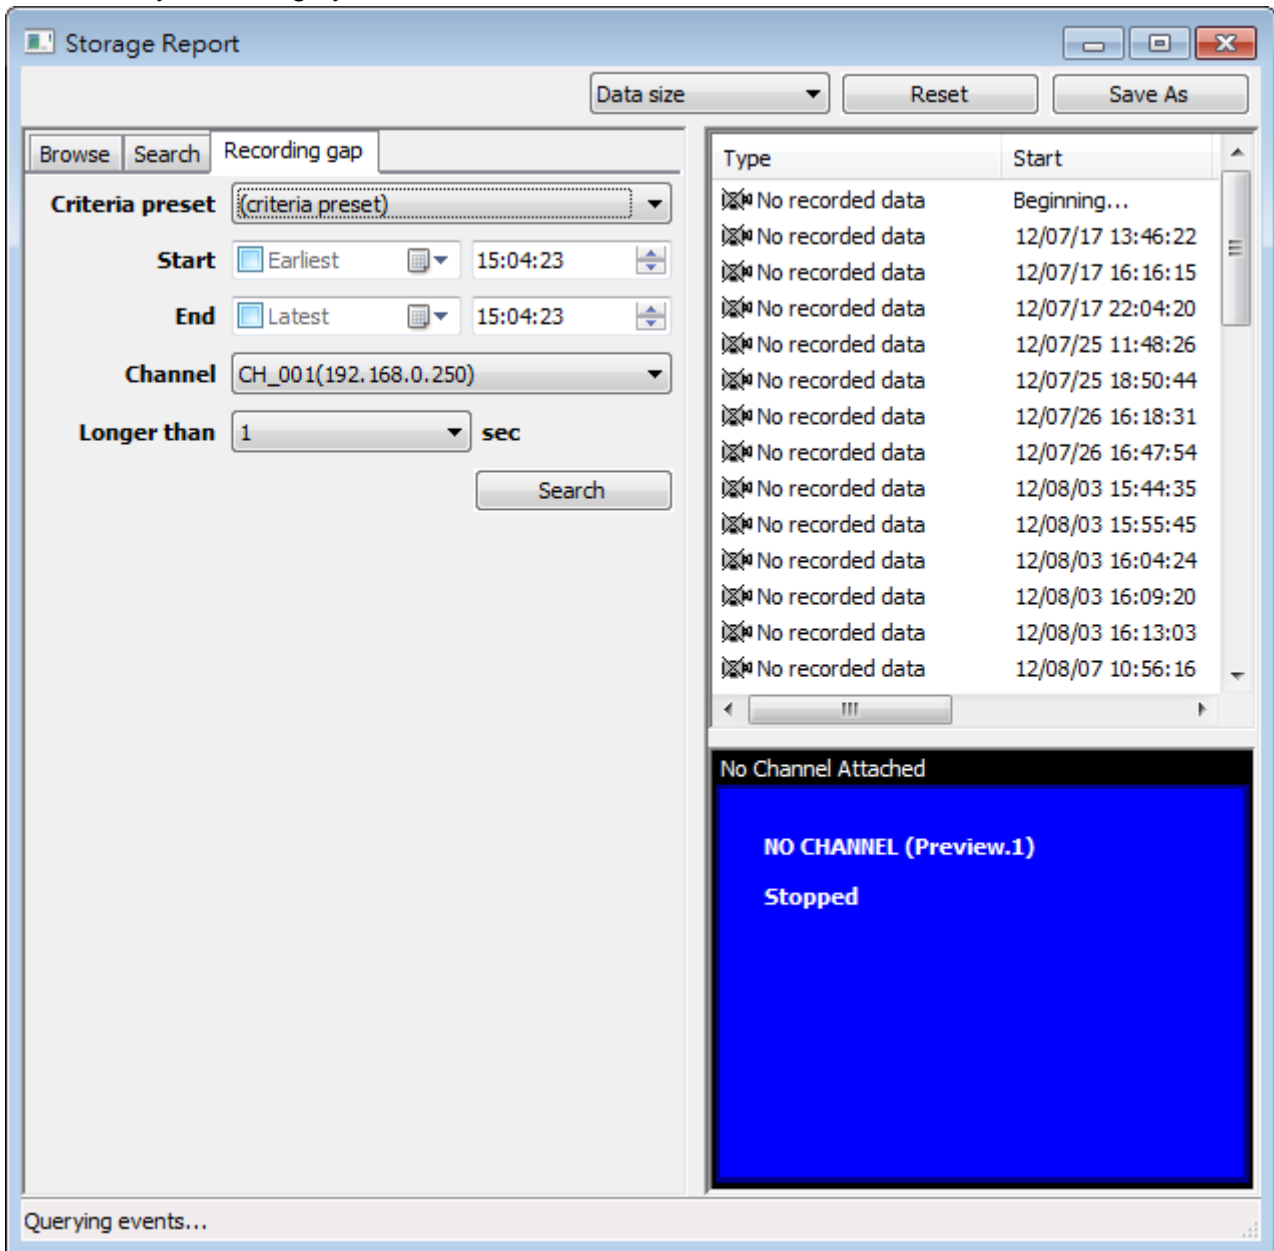 Storage Report
Data size Reset Save As
Browse Search Recording gap
Criteria preset (criteria preset)
Start Earliest 15:04:23
End Latest 15:04:23
Channel CH_001(192.168.0.250)
Longer than 1 sec
Search
Type Start
No recorded data Beginning...
No recorded data 12/07/17 13:46:22
No recorded data 12/07/17 16:16:15
No recorded data 12/07/17 22:04:20
No recorded data 12/07/25 11:48:26
No recorded data 12/07/25 18:50:44
No recorded data 12/07/26 16:18:31
No recorded data 12/07/26 16:47:54
No recorded data 12/08/03 15:44:35
No recorded data 12/08/03 15:55:45
No recorded data 12/08/03 16:04:24
No recorded data 12/08/03 16:09:20
No recorded data 12/08/03 16:13:03
No recorded data 12/08/07 10:56:16
No Channel Attached
NO CHANNEL (Preview.1)
Stopped
Querying events...